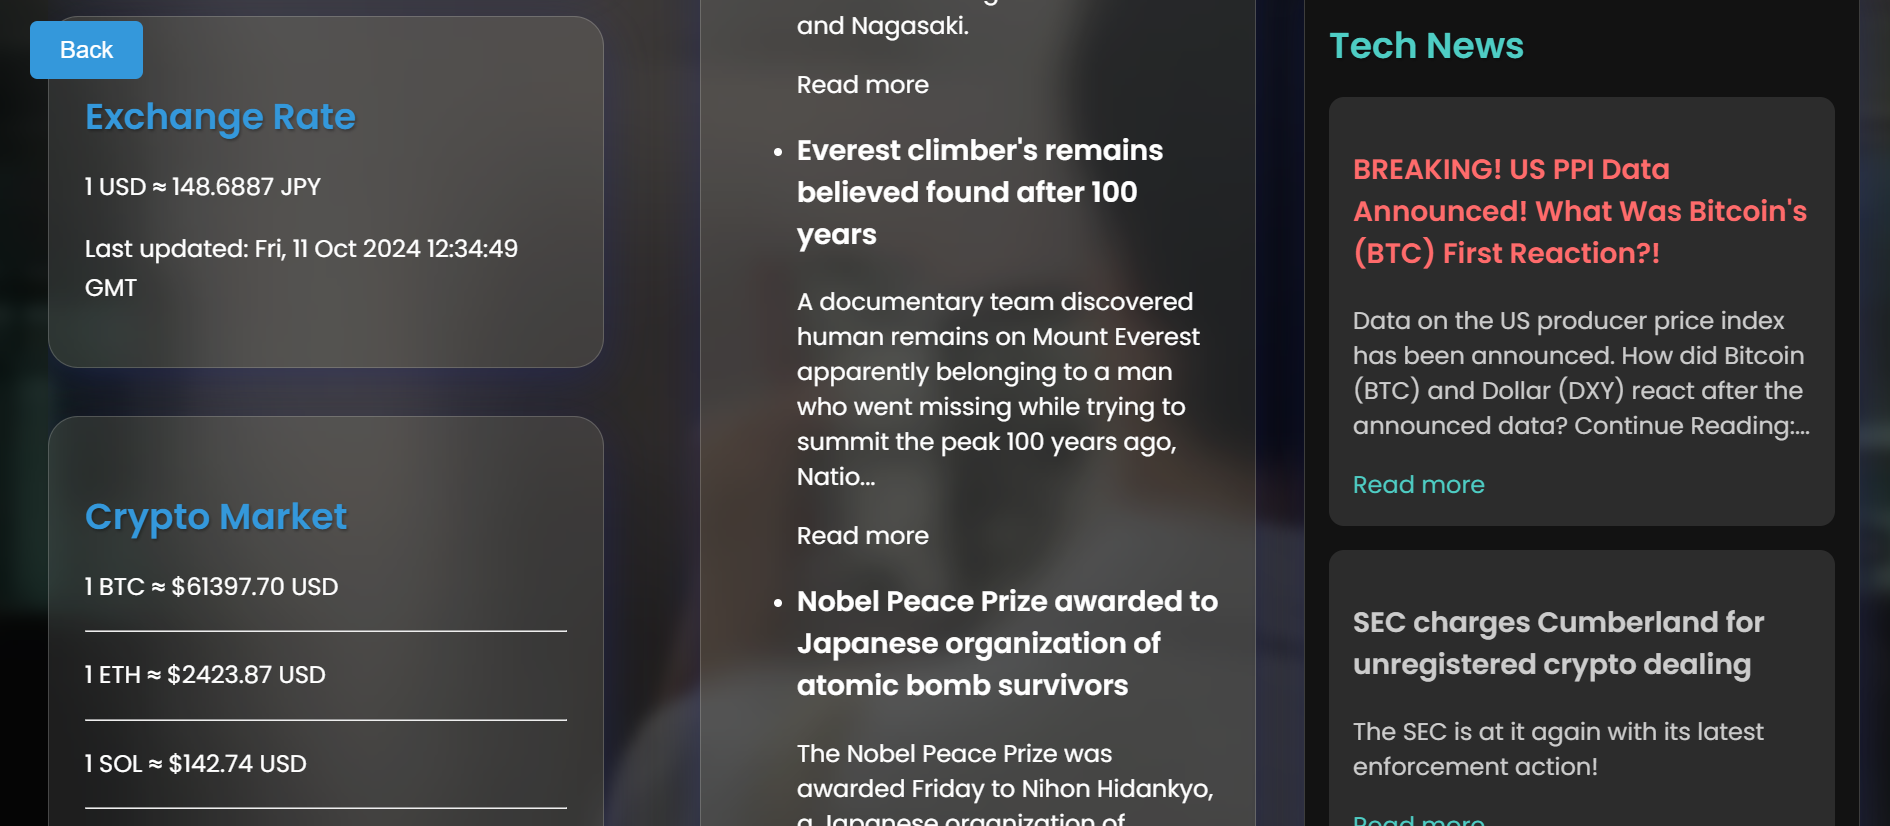 Back
Exchange Rate
1 USD ≈ 148.6887 JPY
Last updated: Fri, 11 Oct 2024 12:34:49
GMT
Crypto Market
1 BTC ≈ $61397.70 USD
1 ETH ≈ $2423.87 USD
1 SOL ≈ $142.74 USD
and Nagasaki.
Read more
• Everest climber's remains
believed found after 100
years
A documentary team discovered
human remains on Mount Everest
apparently belonging to a man
who went missing while trying to
summit the peak 100 years ago,
Natio...
Read more
• Nobel Peace Prize awarded to
Japanese organization of
atomic bomb survivors
The Nobel Peace Prize was
awarded Friday to Nihon Hidankyo,
a Japanese organization of
Tech News
BREAKING! US PPI Data
Announced! What Was Bitcoin's
(BTC) First Reaction?!
Data on the US producer price index
has been announced. How did Bitcoin
(BTC) and Dollar (DXY) react after the
announced data? Continue Reading:...
Read more
SEC charges Cumberland for
unregistered crypto dealing
The SEC is at it again with its latest
enforcement action!
Read more